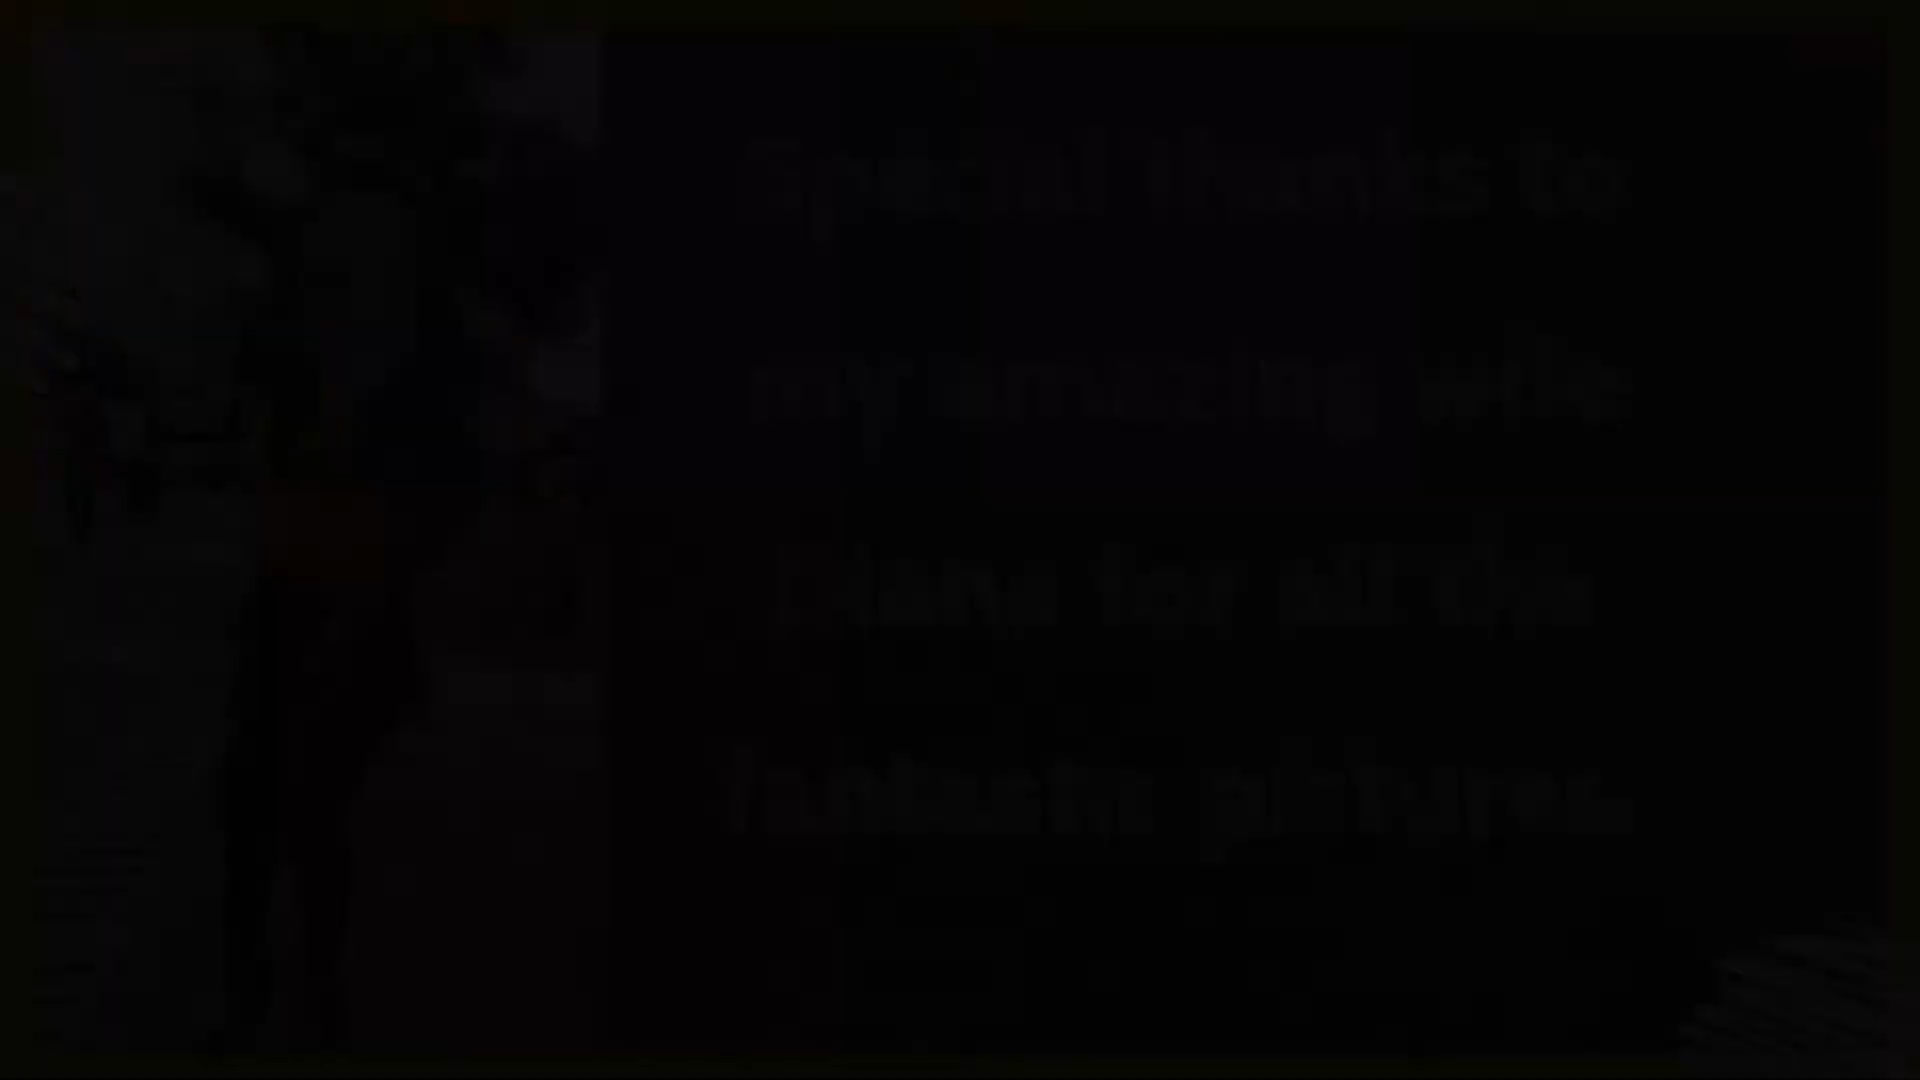 Special thanks to
my amazing wife
Diana for all the
fantastic pictures.